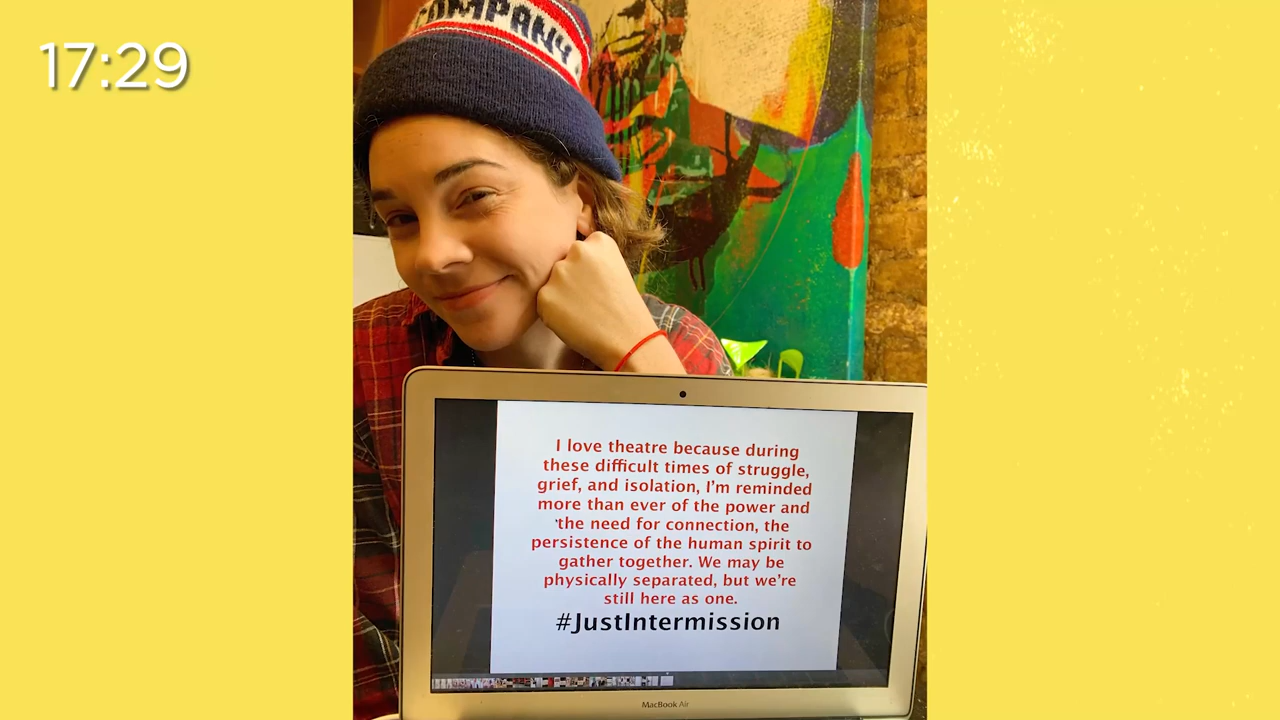 17:29
COMPANY
I love theatre because during
these difficult times of struggle,
grief, and isolation, I'm reminded
more than ever of the power and
the need for connection, the
persistence of the human spirit to
gather together. We may be
physically separated, but we're
still here as one.
#JustIntermission
MacBook Air